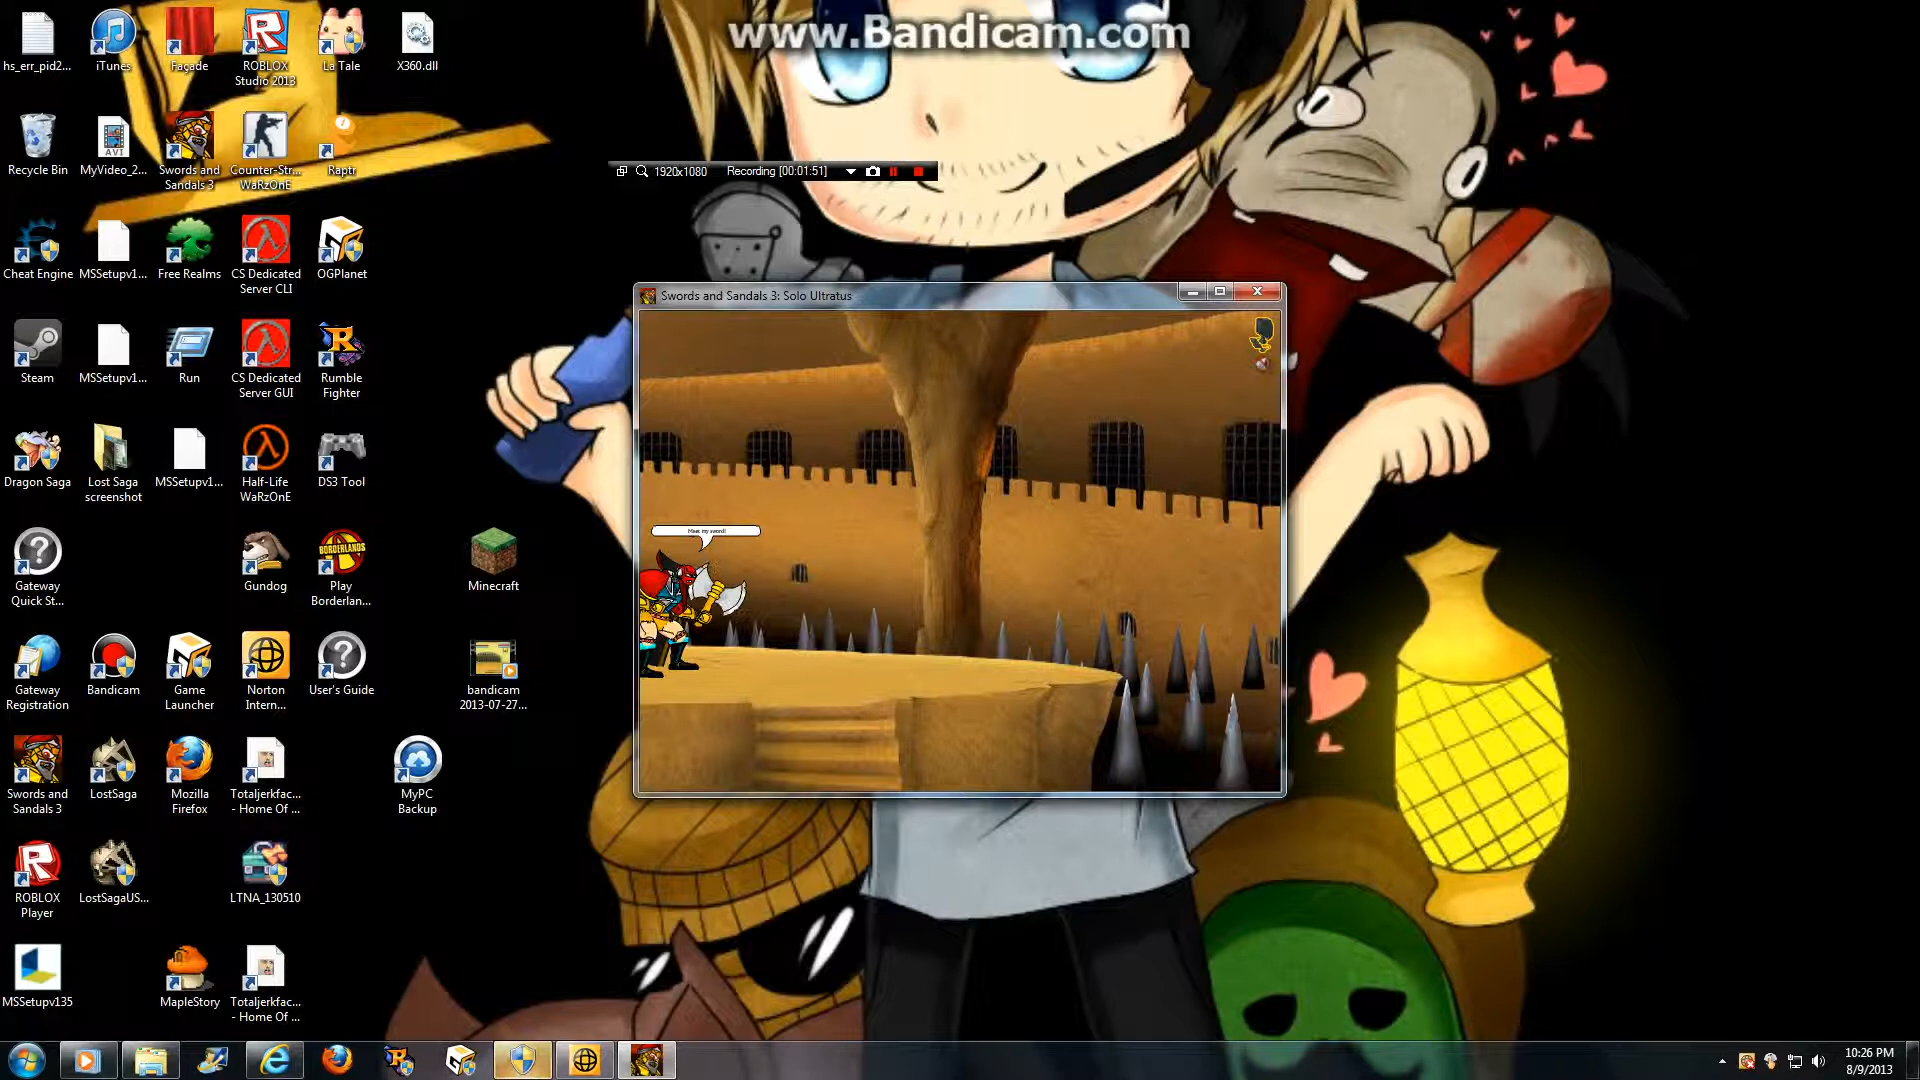 www.Bandicam.com
hs_err_pid2...
iTunes
Façade
ROBLOX
Studio 2013
La Tale
X360.dll
Recycle Bin
MyVideo_2...
Swords and
Sandals 3
Counter-Str...
WaRzOnE
Raptr
1920x1080
Recording [00:01:51]
Cheat Engine
MSSetupv1...
Free Realms
CS Dedicated
Server CLI
OGPlanet
Swords and Sandals 3: Solo Ultratus
Steam
MSSetupv1...
Run
CS Dedicated
Server GUI
Rumble
Fighter
Dragon Saga
Lost Saga
screenshot
MSSetupv1...
Half-Life
WaRzOnE
DS3 Tool
Meet my sword!
Gateway
Quick St...
Gundog
BORDERLANDS
Play
Borderlan...
Minecraft
Gateway
Registration
Bandicam
Game
Launcher
Norton
Intern...
User's Guide
bandicam
2013-07-27...
Swords and
Sandals 3
LostSaga
Mozilla
Firefox
Totaljerkfac...
- Home Of ...
MyPC
Backup
ROBLOX
Player
LostSagaUS...
LTNA_130510
MSSetupv135
MapleStory
Totaljerkfac...
- Home Of ...
10:26 PM
8/9/2013